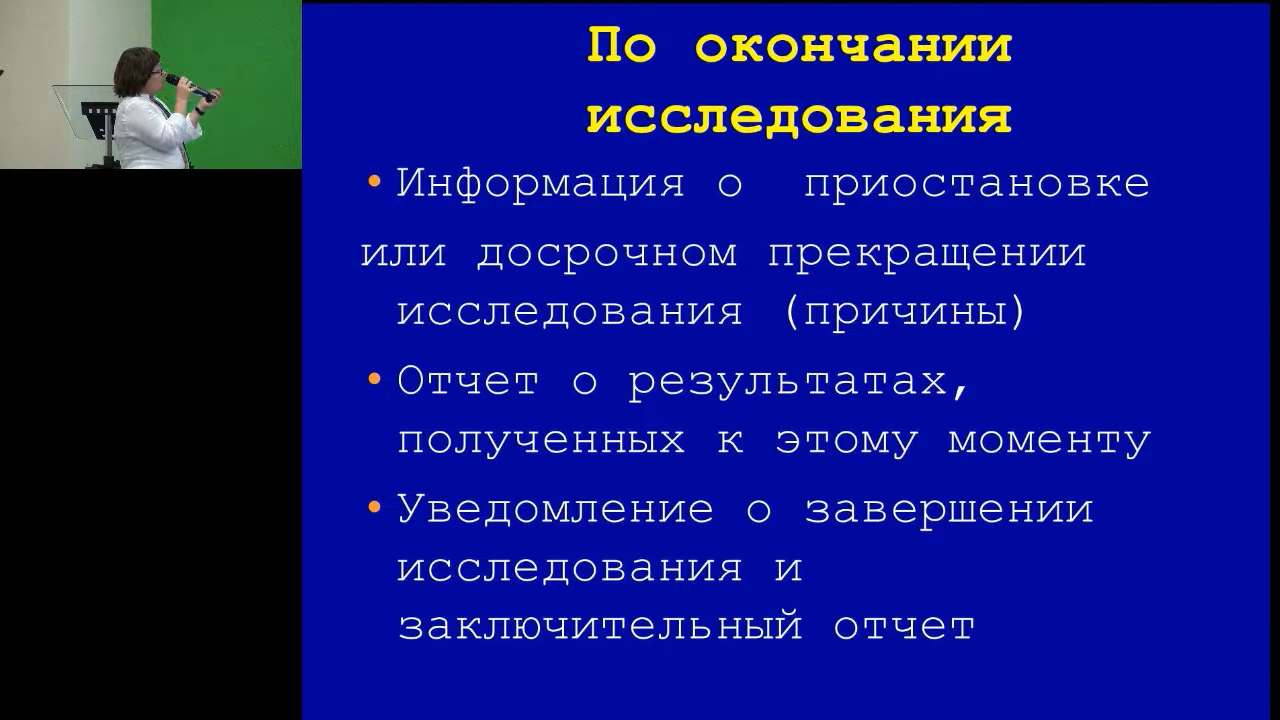 По окончании
исследования
• Информация о приостановке
или досрочном прекращении
исследования (причины)
• Отчет о результатах,
полученных к этому моменту
• Уведомление о завершении
исследования и
заключительный отчет